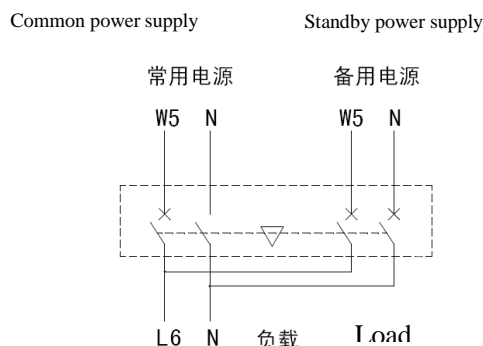 Common power supply Standby power supply
常用电源 备用电源
W5 N W5 N
L6 N 负载 Load